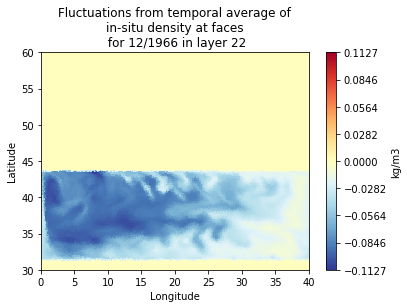 Fluctuations from temporal average of
in-situ density at faces
for 12/1966 in layer 22
60
55
50
45
40
35
30
Latitude
0 5 10 15 20 25 30 35 40
Longitude
0.1127
0.0846
0.0564
0.0282
0.0000
−0.0282
−0.0564
−0.0846
−0.1127
kg/m3